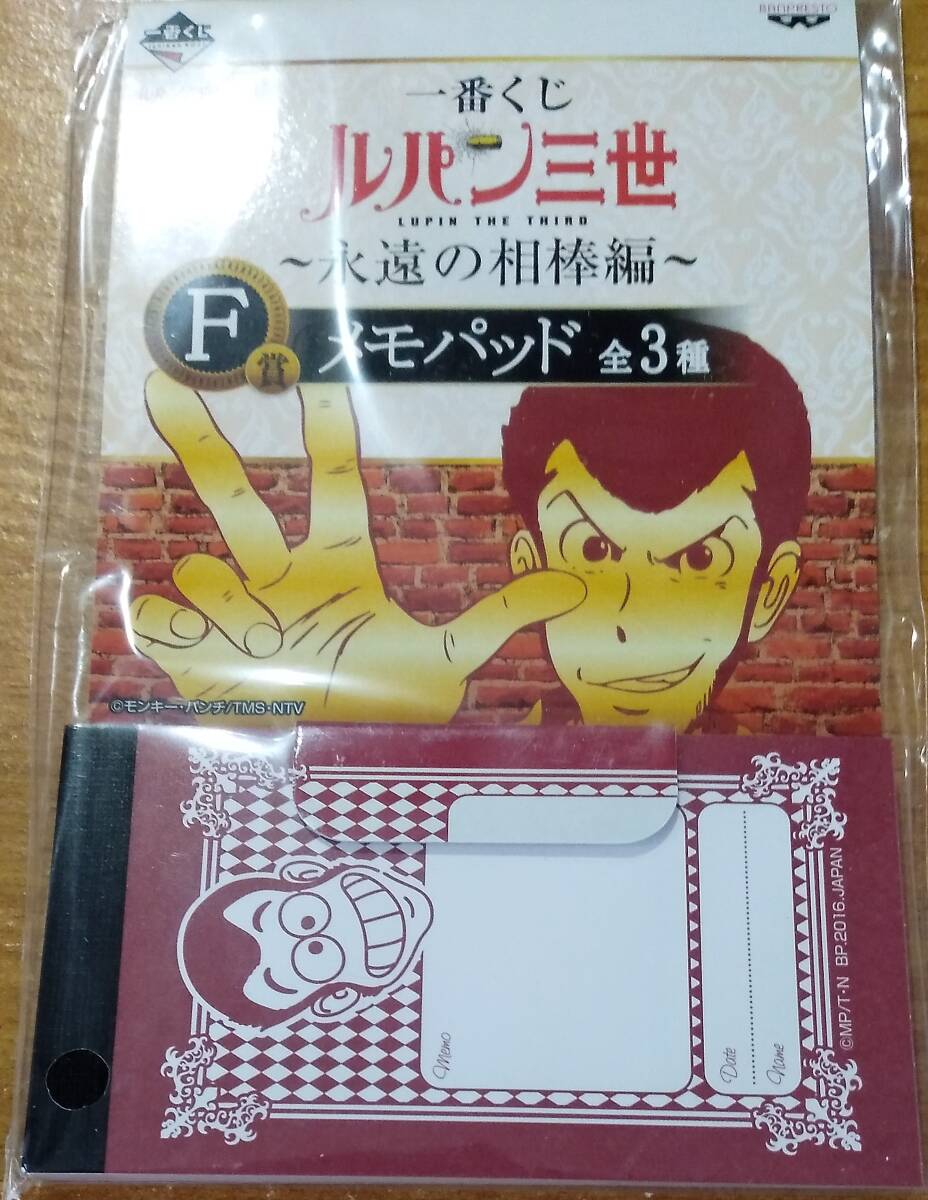 一番くじ
BANPRESTO
一番くじ
ルパン三世
LUPIN THE THIRD
～永遠の相棒編～
F賞
メモパッド 全3種
©モンキー・パンチ/TMS・NTV
Memo
Date
Name
©MP/T・N BP.2016.JAPAN